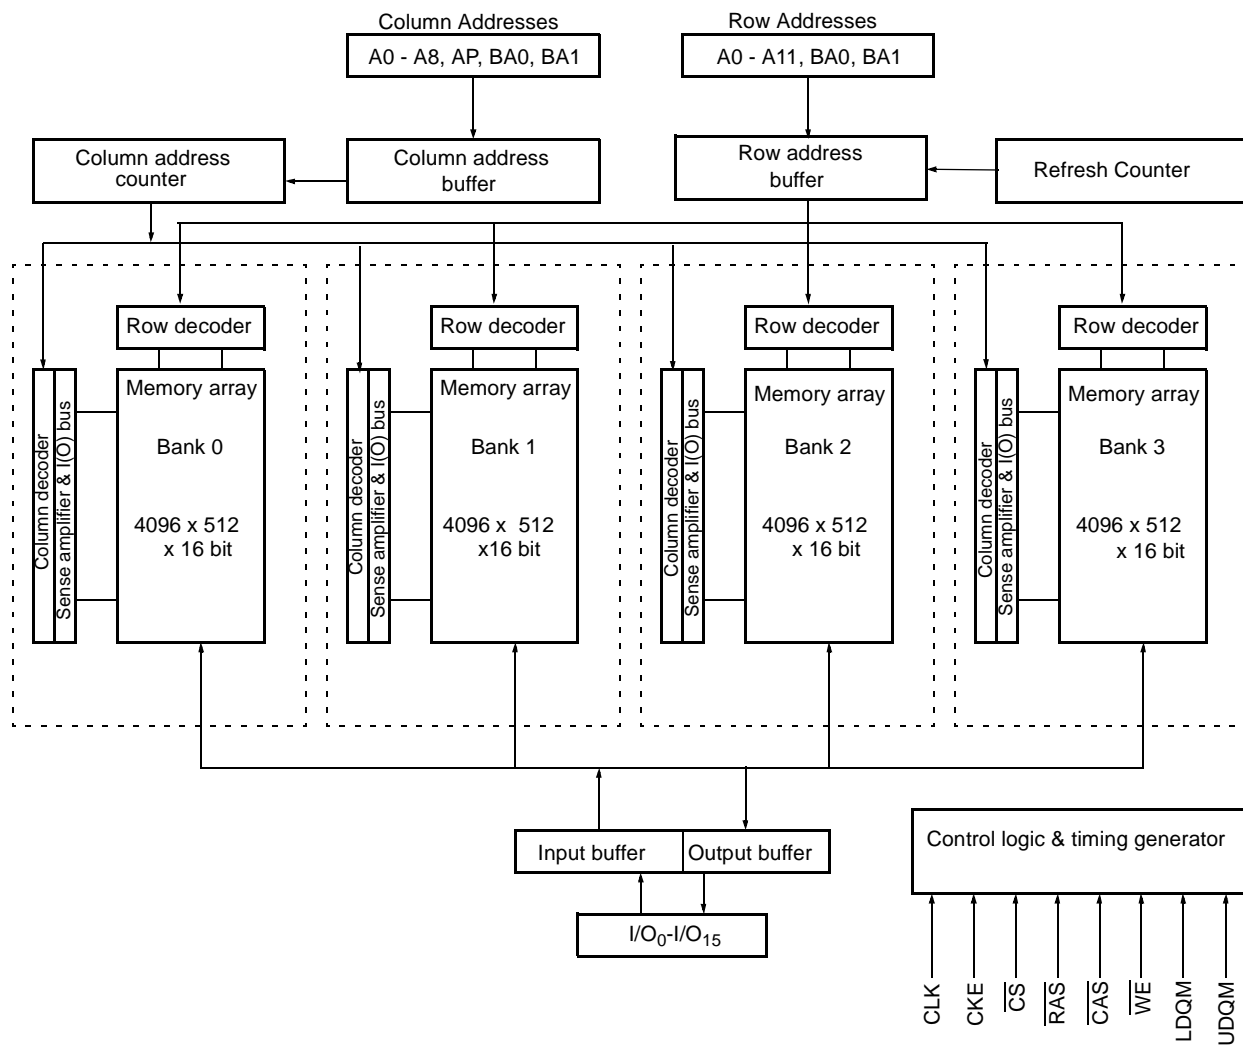 Column Addresses
Row Addresses
A0 - A8, AP, BA0, BA1
A0 - A11, BA0, BA1
Column address
counter
Column address
buffer
Row address
buffer
Refresh Counter
Row decoder
Row decoder
Row decoder
Row decoder
Column decoder
Sense amplifier & I(O) bus
Memory array
Bank 0
4096 x 512
x 16 bit
Column decoder
Sense amplifier & I(O) bus
Memory array
Bank 1
4096 x  512
x16 bit
Column decoder
Sense amplifier & I(O) bus
Memory array
Bank 2
4096 x 512
x 16 bit
Column decoder
Sense amplifier & I(O) bus
Memory array
Bank 3
4096 x 512
x 16 bit
Input buffer
Output buffer
I/O₀-I/O₁₅
Control logic & timing generator
CLK
CKE
C̅S̅
R̅A̅S̅
C̅A̅S̅
W̅E̅
LDQM
UDQM